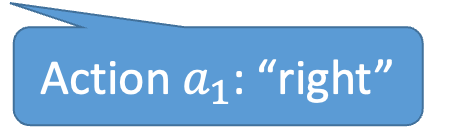 Action a₁: “right”